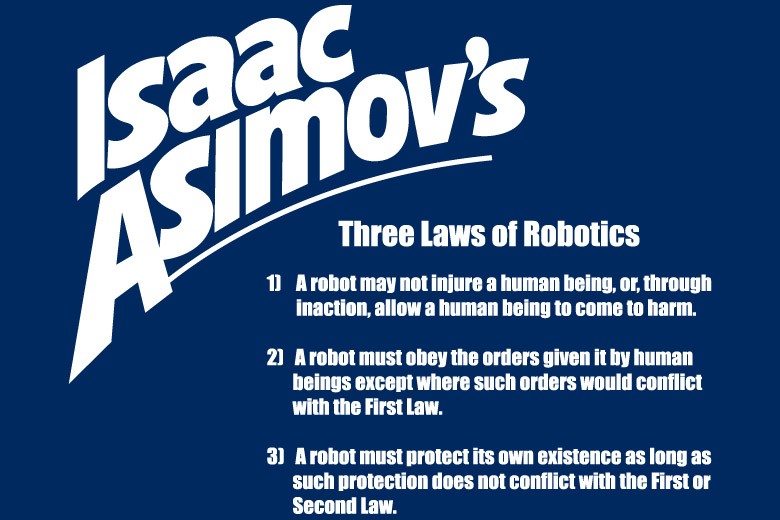 Isaac
Asimov's
Three Laws of Robotics
1) A robot may not injure a human being, or, through
inaction, allow a human being to come to harm.
2) A robot must obey the orders given it by human
beings except where such orders would conflict
with the First Law.
3) A robot must protect its own existence as long as
such protection does not conflict with the First or
Second Law.